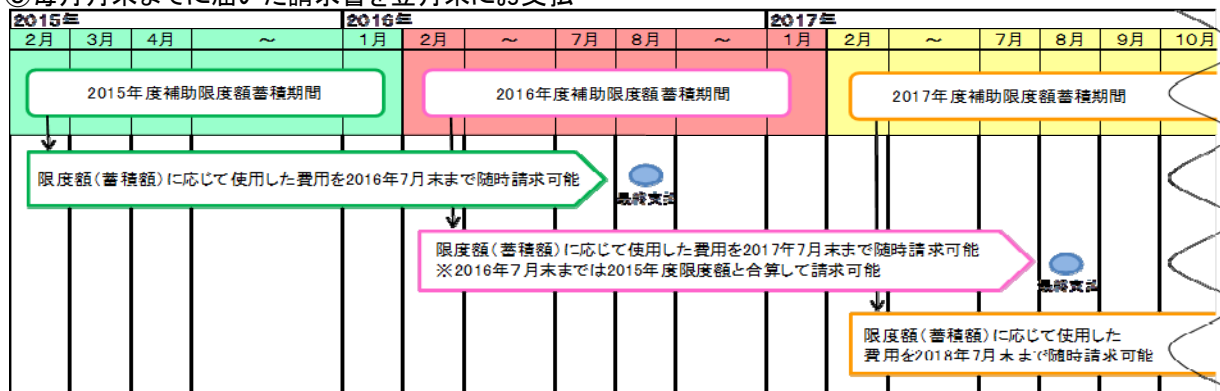 毎月月末までに届いた請求書を翌月末にお支払
2015年 2016年 2017年
2月 3月 4月 ～ 1月 2月 ～ 7月 8月 ～ 1月 2月 ～ 7月 8月 9月 10月
2015年度補助限度額蓄積期間 2016年度補助限度額蓄積期間 2017年度補助限度額蓄積期間
限度額(蓄積額)に応じて使用した費用を2016年7月末まで随時請求可能
最終支払
限度額(蓄積額)に応じて使用した費用を2017年7月末まで随時請求可能
※2016年7月末までは2015年度限度額と合算して請求可能
最終支払
限度額(蓄積額)に応じて使用した
費用を2018年7月末まで随時請求可能